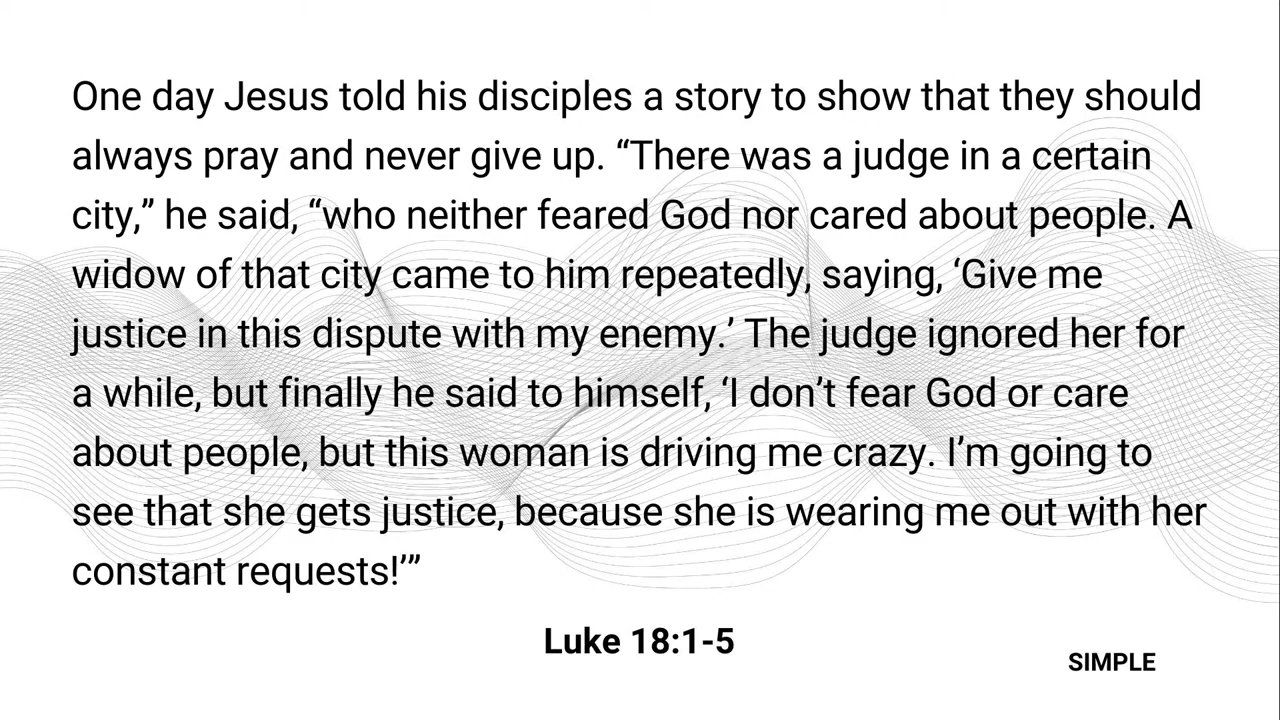 One day Jesus told his disciples a story to show that they should
always pray and never give up. “There was a judge in a certain
city,” he said, “who neither feared God nor cared about people. A
widow of that city came to him repeatedly, saying, ‘Give me
justice in this dispute with my enemy.’ The judge ignored her for
a while, but finally he said to himself, ‘I don’t fear God or care
about people, but this woman is driving me crazy. I’m going to
see that she gets justice, because she is wearing me out with her
constant requests!’”
Luke 18:1-5
SIMPLE